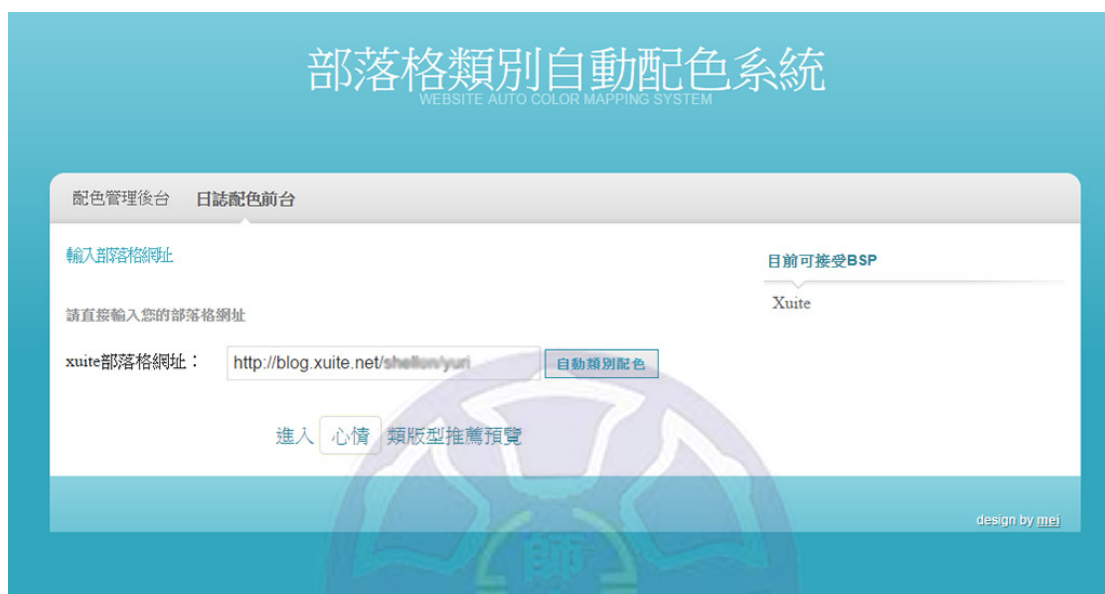 部落格類別自動配色系統
WEBSITE AUTO COLOR MAPPING SYSTEM
配色管理後台 日誌配色前台
輸入部落格網址
請直接輸入您的部落格網址
xuite部落格網址： http://blog.xuite.net/ 自動類別配色
進入 心情 類版型推薦預覽
目前可接受BSP
Xuite
design by mei
師